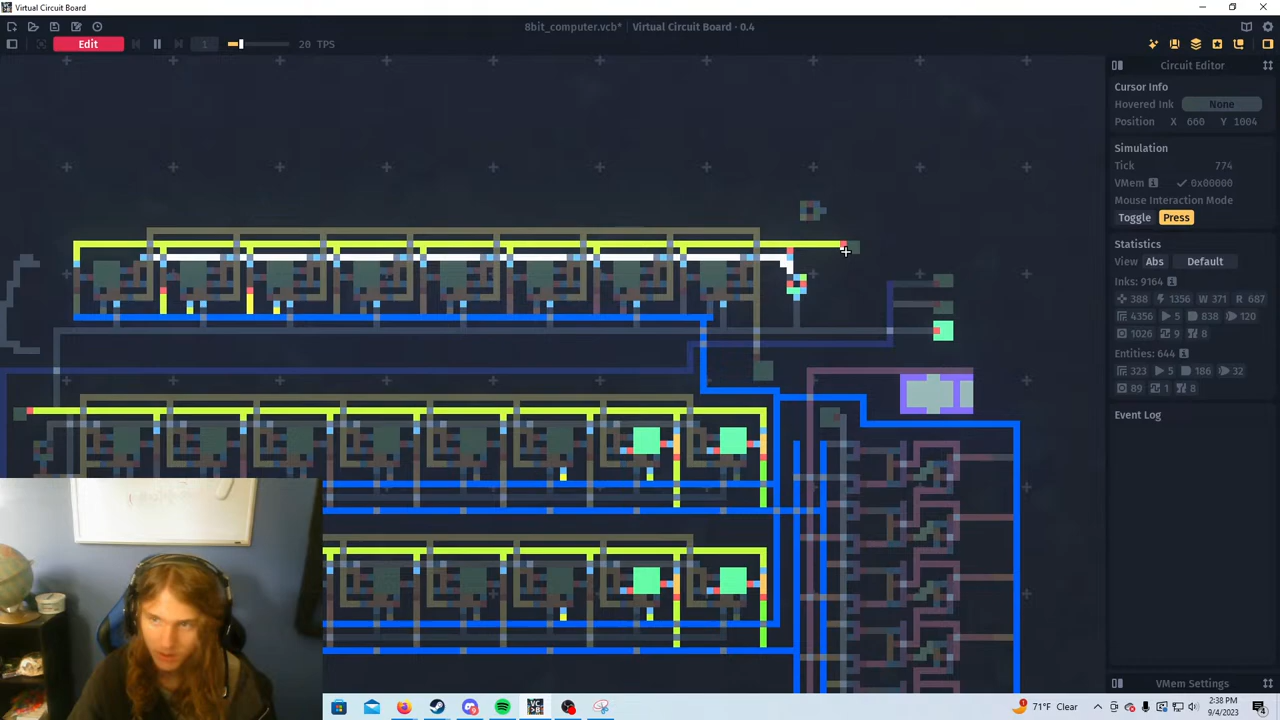 Virtual Circuit Board
8bit_computer.vcb* | Virtual Circuit Board - 0.4
Edit
1
20 TPS
Circuit Editor
Cursor Info
Hovered Ink None
Position X 660 Y 1004
Simulation
Tick 774
VMem 0x00000
Mouse Interaction Mode
Toggle Press
Statistics
View Abs Default
Inks: 9164
388 1356 W 371 R 687
4356 5 838 120
1026 9 8
Entities: 644
323 5 186 32
89 1 8
Event Log
VMem Settings
71°F Clear
2:38 PM
9/4/2023